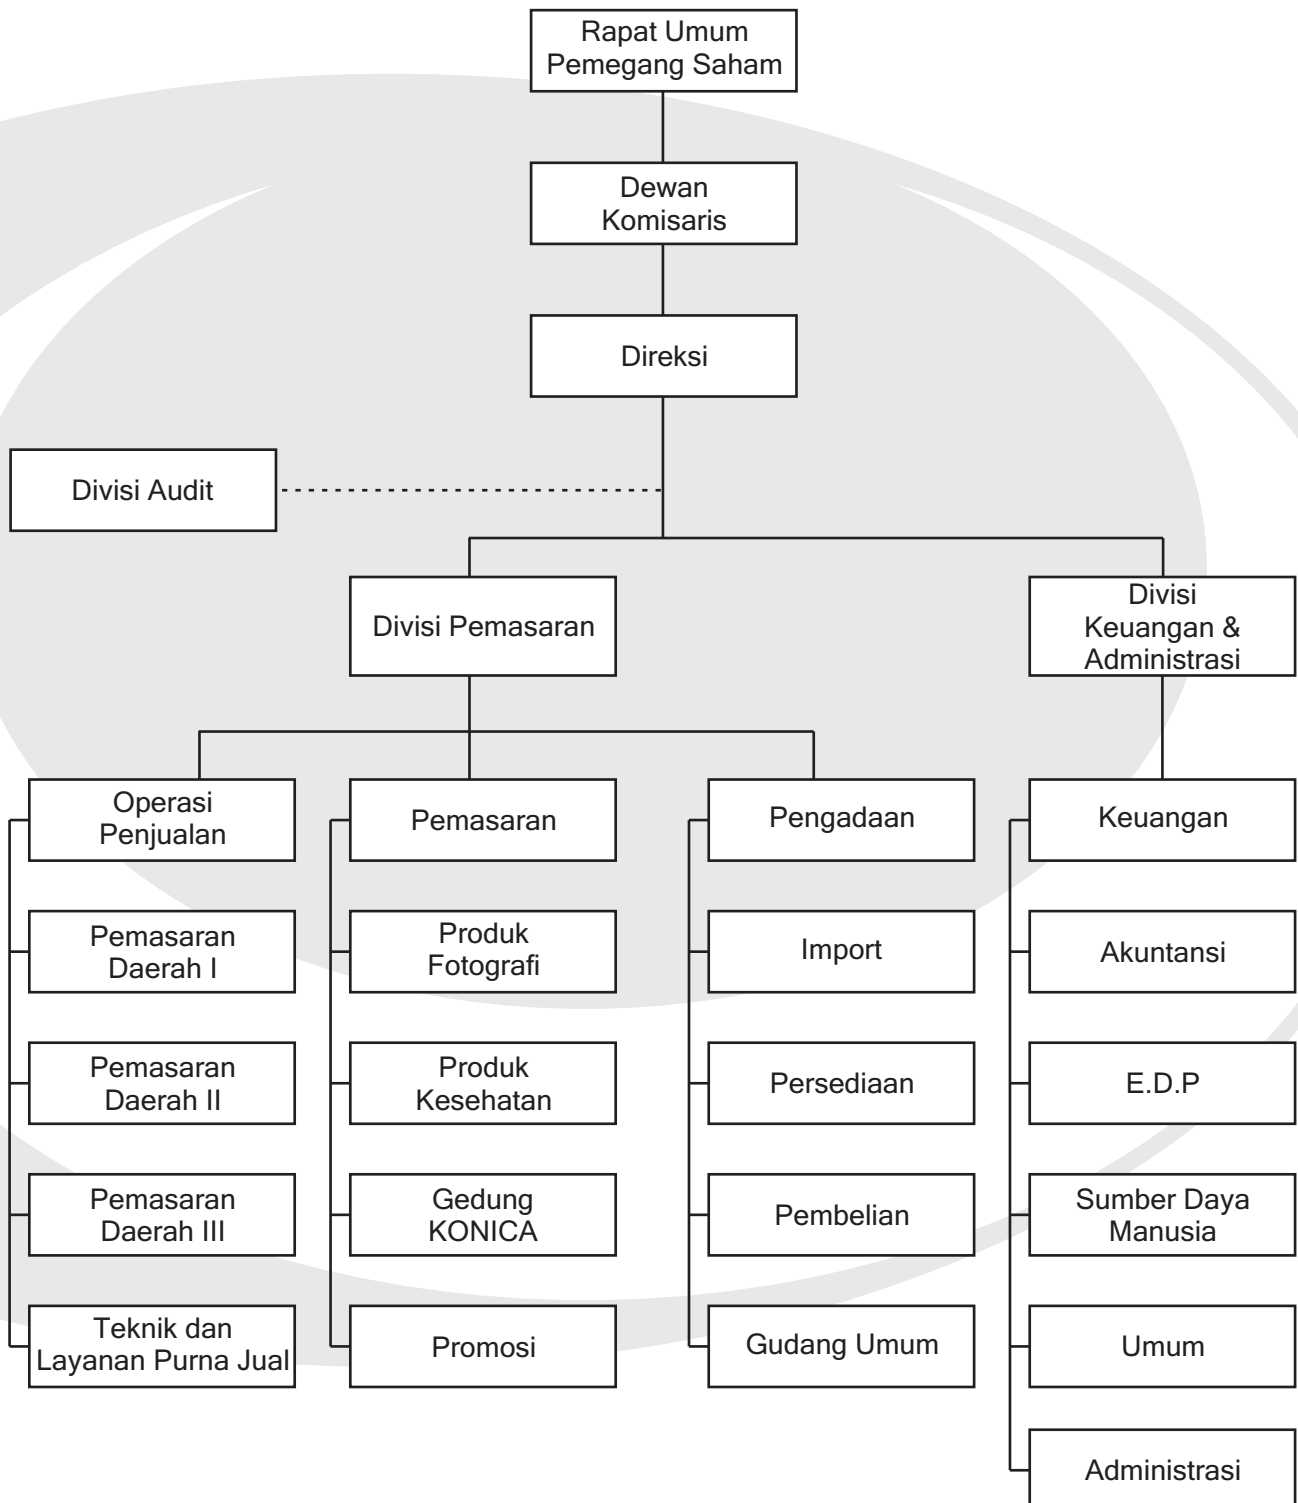 Rapat Umum
Pemegang Saham
Dewan
Komisaris
Direksi
Divisi Audit
Divisi Pemasaran
Divisi
Keuangan &
Administrasi
Operasi
Penjualan
Pemasaran
Daerah I
Pemasaran
Daerah II
Pemasaran
Daerah III
Teknik dan
Layanan Purna Jual
Pemasaran
Produk
Fotografi
Produk
Kesehatan
Gedung
KONICA
Promosi
Pengadaan
Import
Persediaan
Pembelian
Gudang Umum
Keuangan
Akuntansi
E.D.P
Sumber Daya
Manusia
Umum
Administrasi